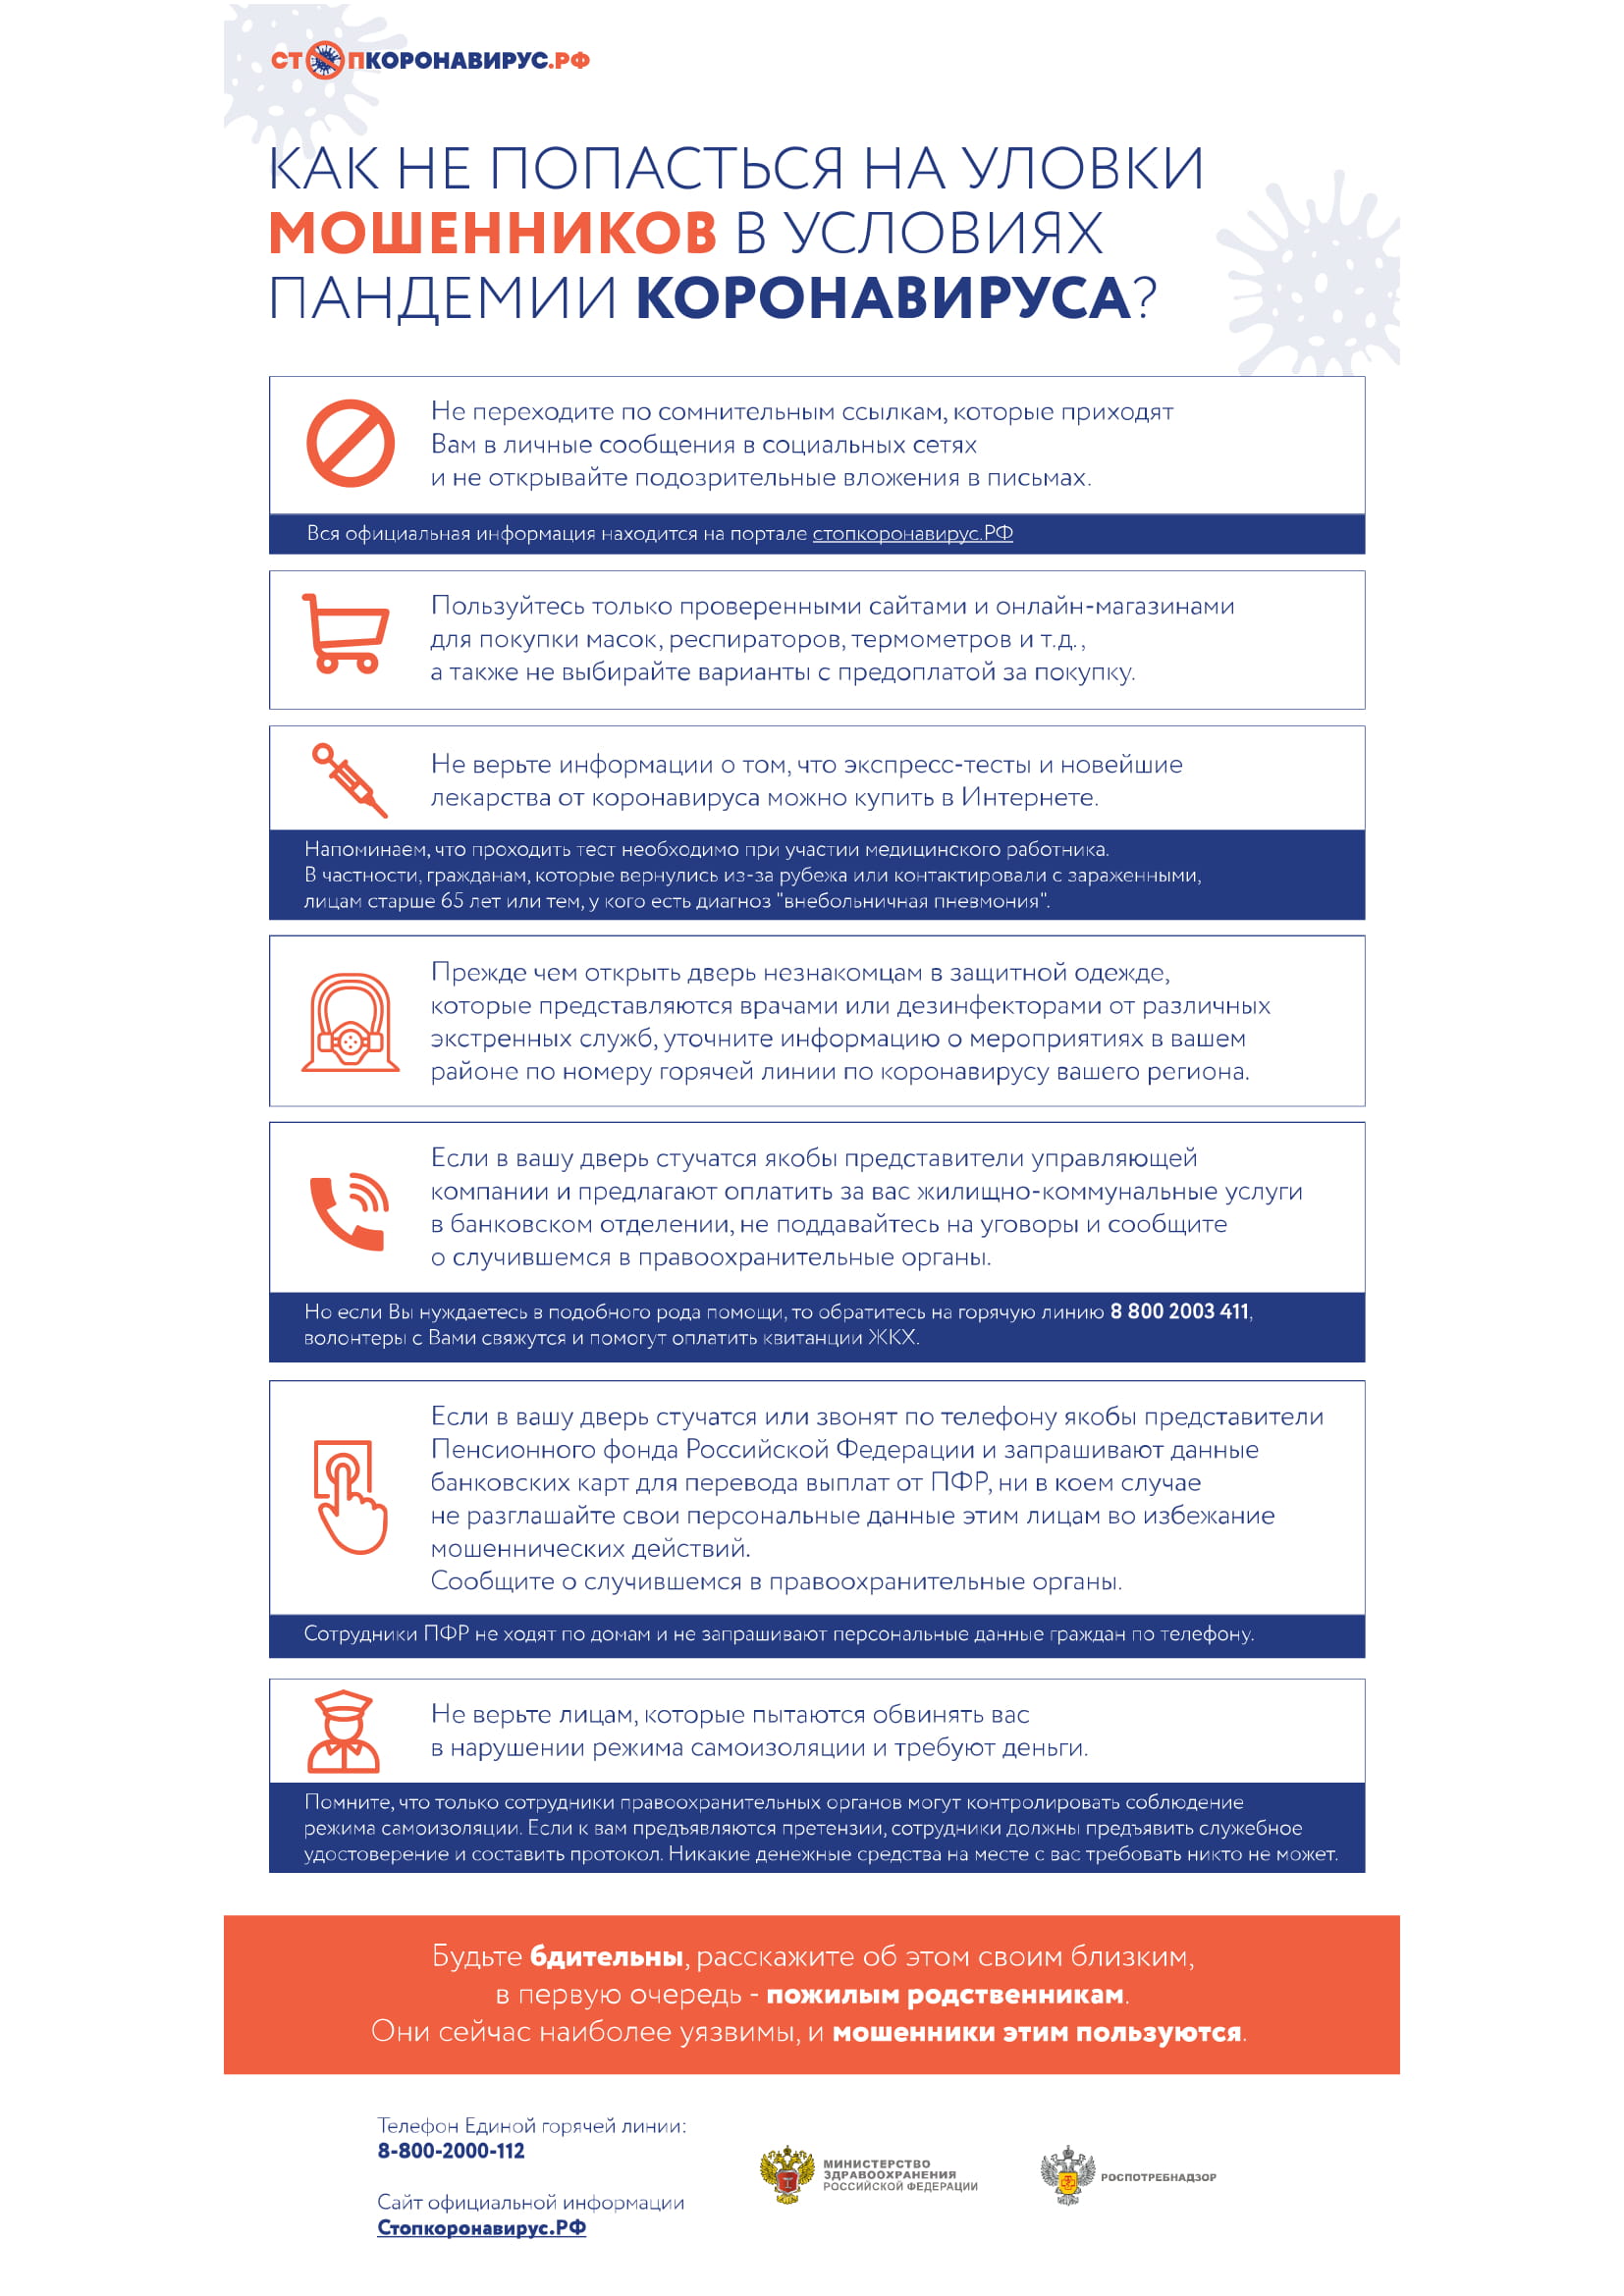 СТОПКОРОНАВИРУС.РФ
КАК НЕ ПОПАСТЬСЯ НА УЛОВКИ
МОШЕННИКОВ В УСЛОВИЯХ
ПАНДЕМИИ КОРОНАВИРУСА?
Не переходите по сомнительным ссылкам, которые приходят
Вам в личные сообщения в социальных сетях
и не открывайте подозрительные вложения в письмах.
Вся официальная информация находится на портале стопкоронавирус.РФ
Пользуйтесь только проверенными сайтами и онлайн-магазинами
для покупки масок, респираторов, термометров и т.д.,
а также не выбирайте варианты с предоплатой за покупку.
Не верьте информации о том, что экспресс-тесты и новейшие
лекарства от коронавируса можно купить в Интернете.
Напоминаем, что проходить тест необходимо при участии медицинского работника.
В частности, гражданам, которые вернулись из-за рубежа или контактировали с зараженными,
лицам старше 65 лет или тем, у кого есть диагноз "внебольничная пневмония".
Прежде чем открыть дверь незнакомцам в защитной одежде,
которые представляются врачами или дезинфекторами от различных
экстренных служб, уточните информацию о мероприятиях в вашем
районе по номеру горячей линии по коронавирусу вашего региона.
Если в вашу дверь стучатся якобы представители управляющей
компании и предлагают оплатить за вас жилищно-коммунальные услуги
в банковском отделении, не поддавайтесь на уговоры и сообщите
о случившемся в правоохранительные органы.
Но если Вы нуждаетесь в подобного рода помощи, то обратитесь на горячую линию 8 800 2003 411,
волонтеры с Вами свяжутся и помогут оплатить квитанции ЖКХ.
Если в вашу дверь стучатся или звонят по телефону якобы представители
Пенсионного фонда Российской Федерации и запрашивают данные
банковских карт для перевода выплат от ПФР, ни в коем случае
не разглашайте свои персональные данные этим лицам во избежание
мошеннических действий.
Сообщите о случившемся в правоохранительные органы.
Сотрудники ПФР не ходят по домам и не запрашивают персональные данные граждан по телефону.
Не верьте лицам, которые пытаются обвинять вас
в нарушении режима самоизоляции и требуют деньги.
Помните, что только сотрудники правоохранительных органов могут контролировать соблюдение
режима самоизоляции. Если к вам предъявляются претензии, сотрудники должны предъявить служебное
удостоверение и составить протокол. Никакие денежные средства на месте с вас требовать никто не может.
Будьте бдительны, расскажите об этом своим близким,
в первую очередь - пожилым родственникам.
Они сейчас наиболее уязвимы, и мошенники этим пользуются.
Телефон Единой горячей линии:
8-800-2000-112
Сайт официальной информации
Стопкоронавирус.РФ
МИНИСТЕРСТВО
ЗДРАВООХРАНЕНИЯ
РОССИЙСКОЙ ФЕДЕРАЦИИ
РОСПОТРЕБНАДЗОР